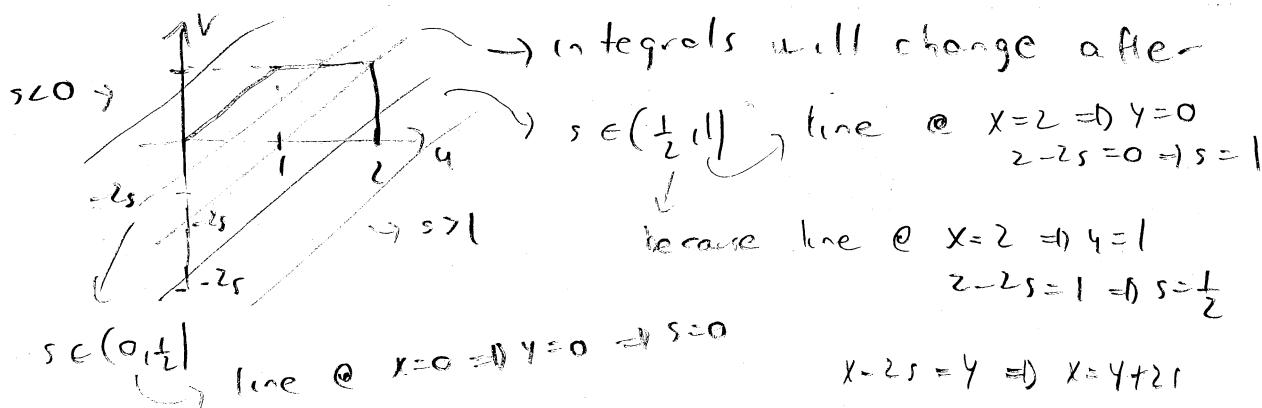 V
→ integrals will change after
s<0 →
s ∈ (½, 1] → line @ x=2 ⇒ y=0
2-2s=0 ⇒ s=1
1 2 u
-2s
-2s
→ s>1
because line @ x=2 ⇒ y=1
-2s
2-2s=1 ⇒ s=½
s ∈ (0, ½]
line @ x=0 ⇒ y=0 ⇒ s=0
x-2s=y ⇒ x=y+2s